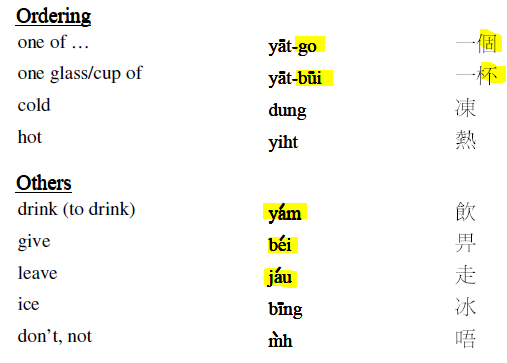 Ordering
one of … yāt-go 一個
one glass/cup of yāt-būi 一杯
cold dung 凍
hot yiht 熱
Others
drink (to drink) yám 飲
give béi 畀
leave jáu 走
ice bīng 冰
don’t, not m̀h 唔